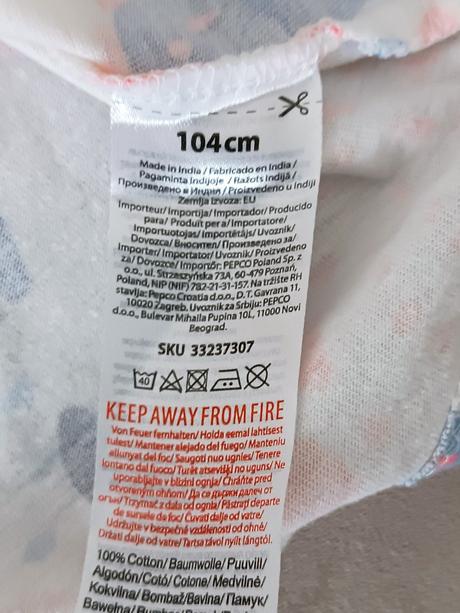 104cm
Made in India / Fabricado en India /
Pagaminta Indijoje / Ražots Indijā /
Произведено в Индия / Proizvedeno u Indiji
Zemlja izvoza: EU
Importeur/ Importija/ Importador/ Producido
para/ Produit per a/ Importatore/
Importuotojas/ Importētājs/ Uvoznik/
Dovozca/ Вносител/ Произведено за/
Importer/ Importator/ Uvoznik/ Proizvedeno
za/ Dovozce/ Importőr: PEPCO Poland Sp. z
o.o., ul. Strzeszyńska 73A, 60-479 Poznań,
Poland, NIP (NIF) 782-21-31-157. Na tržište RH
stavlja: Pepco Croatia d.o.o., D.T. Gavrana 11,
10020 Zagreb. Uvoznik za Srbiju: PEPCO
d.o.o., Bulevar Mihaila Pupina 10L, 11000 Novi
Beograd.
SKU 33237307
40
KEEP AWAY FROM FIRE
Von Feuer fernhalten/ Hoida eemal lahtisest
tulest/ Mantener alejado del fuego/ Manteniu
allunyat del foc/ Saugoti nuo ugnies/ Tenere
lontano dal fuoco/ Turēt atsevišķi no uguns/ Ne
uporabljajte v bližini ognja/ Chráňte pred
otvoreným ohňom/ Да се държи далеч от
огън/ Trzymać z dala od ognia/ Păstrați departe
de sursele de foc/ Čuvati dalje od vatre/
Udržujte v bezpečné vzdálenosti od ohně/
Držati dalje od vatre/ Tartsa távol nyílt lángtól.
100% Cotton/ Baumwolle/ Puuvill/
Algodón/ Cotó/ Cotone/ Medvilnė/
Kokvilna/ Bombaž/ Bavlna/ Памук/
Bawełna/